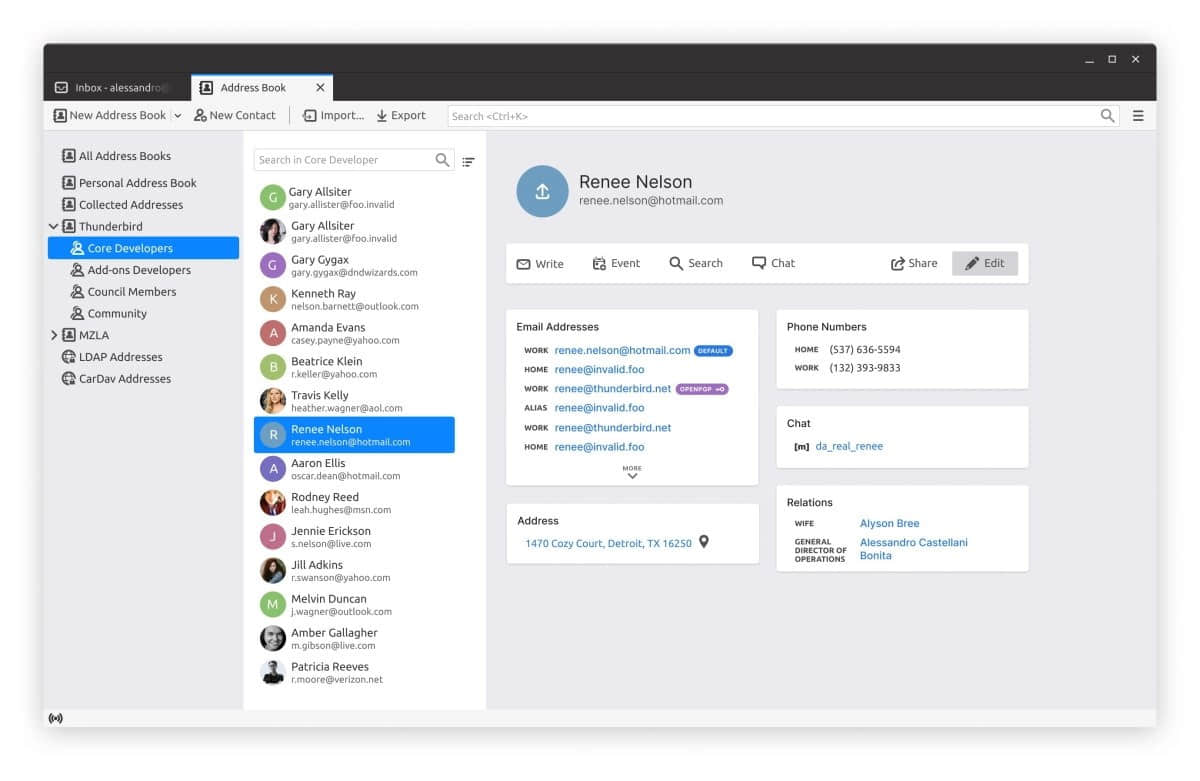 Inbox - alessandro@
Address Book
New Address Book
New Contact
Import...
Export
Search <Ctrl+K>
All Address Books
Personal Address Book
Collected Addresses
Thunderbird
Core Developers
Add-ons Developers
Council Members
Community
MZLA
LDAP Addresses
CarDav Addresses
Search in Core Developer
G
Gary Allsiter
gary.allister@foo.invalid
Gary Allsiter
gary.allister@foo.invalid
G
Gary Gygax
gary.gygax@dndwizards.com
K
Kenneth Ray
nelson.barnett@outlook.com
A
Amanda Evans
casey.payne@yahoo.com
B
Beatrice Klein
r.keller@yahoo.com
Travis Kelly
heather.wagner@aol.com
R
Renee Nelson
renee.nelson@hotmail.com
A
Aaron Ellis
oscar.dean@hotmail.com
Rodney Reed
leah.hughes@msn.com
J
Jennie Erickson
s.nelson@live.com
Jill Adkins
r.swanson@yahoo.com
M
Melvin Duncan
j.wagner@outlook.com
Amber Gallagher
m.gibson@live.com
Patricia Reeves
r.moore@verizon.net
Renee Nelson
renee.nelson@hotmail.com
Write
Event
Search
Chat
Share
Edit
Email Addresses
WORK renee.nelson@hotmail.com DEFAULT
HOME renee@invalid.foo
WORK renee@thunderbird.net OPENPGP
ALIAS renee@invalid.foo
WORK renee@thunderbird.net
HOME renee@invalid.foo
MORE
Address
1470 Cozy Court, Detroit, TX 16250
Phone Numbers
HOME (537) 636-5594
WORK (132) 393-9833
Chat
[m] da_real_renee
Relations
WIFE Alyson Bree
GENERAL DIRECTOR OF OPERATIONS
Alessandro Castellani
Bonita